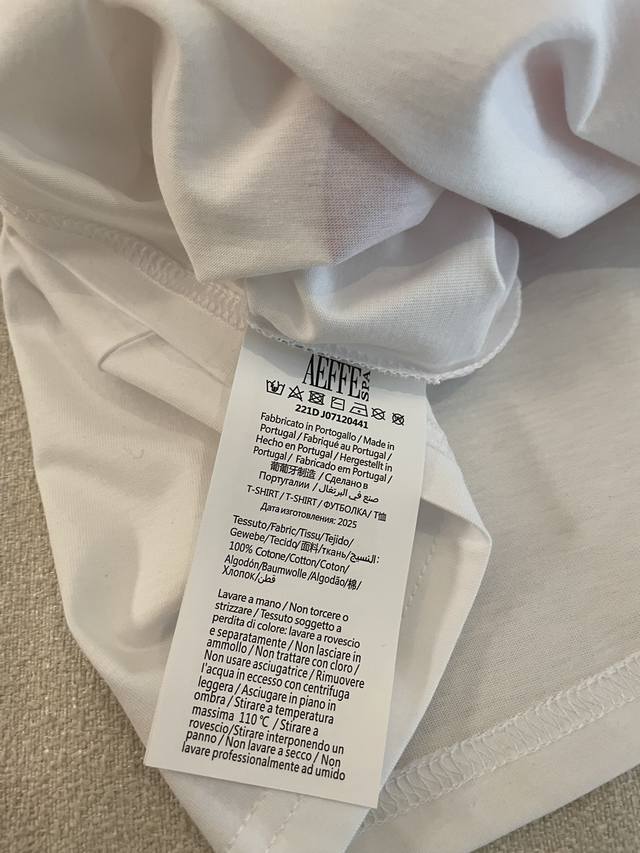 AEFFE SPA
221D J07120441
Fabbricato in Portogallo / Made in
Portugal / Fabriqué au Portugal /
Hecho en Portugal / Hergestellt in
Portugal / Fabricado em Portugal /
葡萄牙制造 / Сделано в
Португалии / صنع في البرتغال
T-SHIRT / T-SHIRT / ФУТБОЛКА / T恤
Дата изготовления: 2025
Tessuto/Fabric/Tissu/Tejido/
Gewebe/Tecido/面料/ткань/النسيج:
100% Cotone/Cotton/Coton/
Algodón/Baumwolle/Algodão/棉/
Хлопок/قطن
Lavare a mano / Non torcere o
strizzare / Tessuto soggetto a
perdita di colore: lavare a rovescio
e separatamente / Non lasciare in
ammollo / Non trattare con cloro /
Non usare asciugatrice / Rimuovere
l'acqua in eccesso con centrifuga
leggera / Asciugare in piano in
ombra / Stirare a temperatura
massima 110 °C / Stirare a
rovescio/Stirare interponendo un
panno / Non lavare a secco / Non
lavare professionalmente ad umido